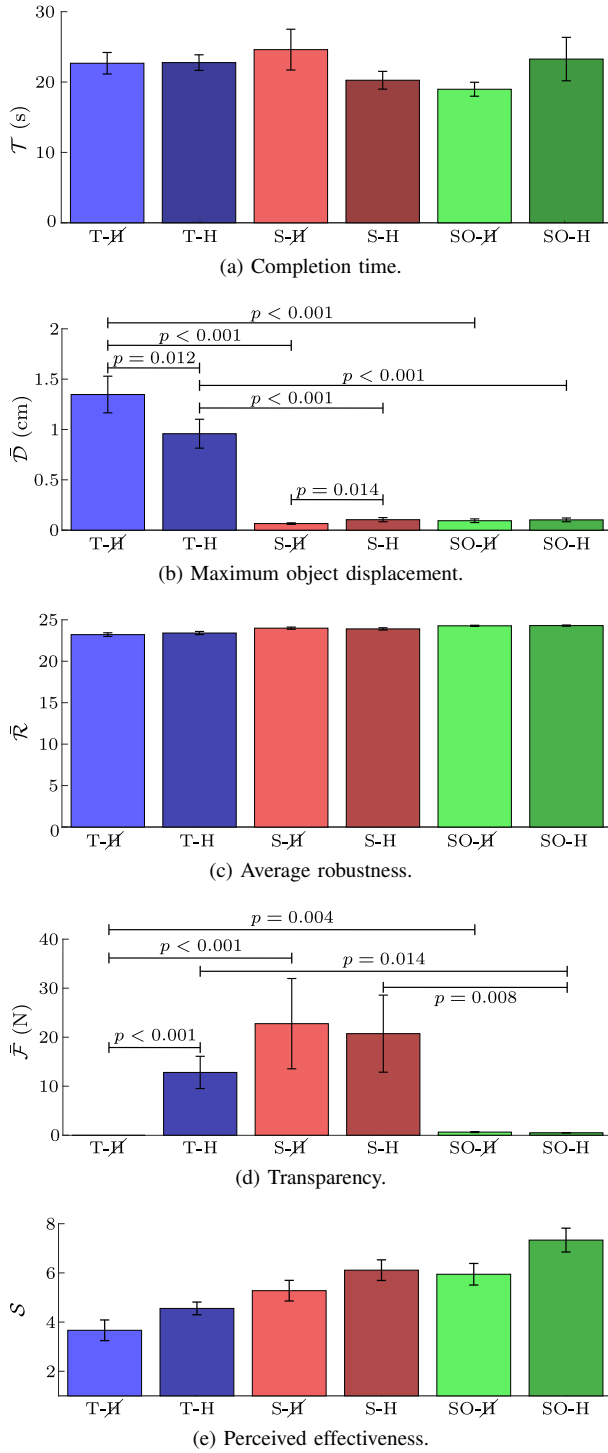 30
20
10
0
𝒯 (s)
T-H̸ T-H S-H̸ S-H SO-H̸ SO-H
(a) Completion time.
p < 0.001
p < 0.001
p = 0.012
p < 0.001
p < 0.001
p = 0.014
2
1.5
1
0.5
0
𝒟̄ (cm)
T-H̸ T-H S-H̸ S-H SO-H̸ SO-H
(b) Maximum object displacement.
25
20
15
10
5
0
ℛ̄
T-H̸ T-H S-H̸ S-H SO-H̸ SO-H
(c) Average robustness.
p = 0.004
p < 0.001
p = 0.014
p = 0.008
p < 0.001
40
30
20
10
0
ℱ̄ (N)
T-H̸ T-H S-H̸ S-H SO-H̸ SO-H
(d) Transparency.
8
6
4
2
𝒮
T-H̸ T-H S-H̸ S-H SO-H̸ SO-H
(e) Perceived effectiveness.